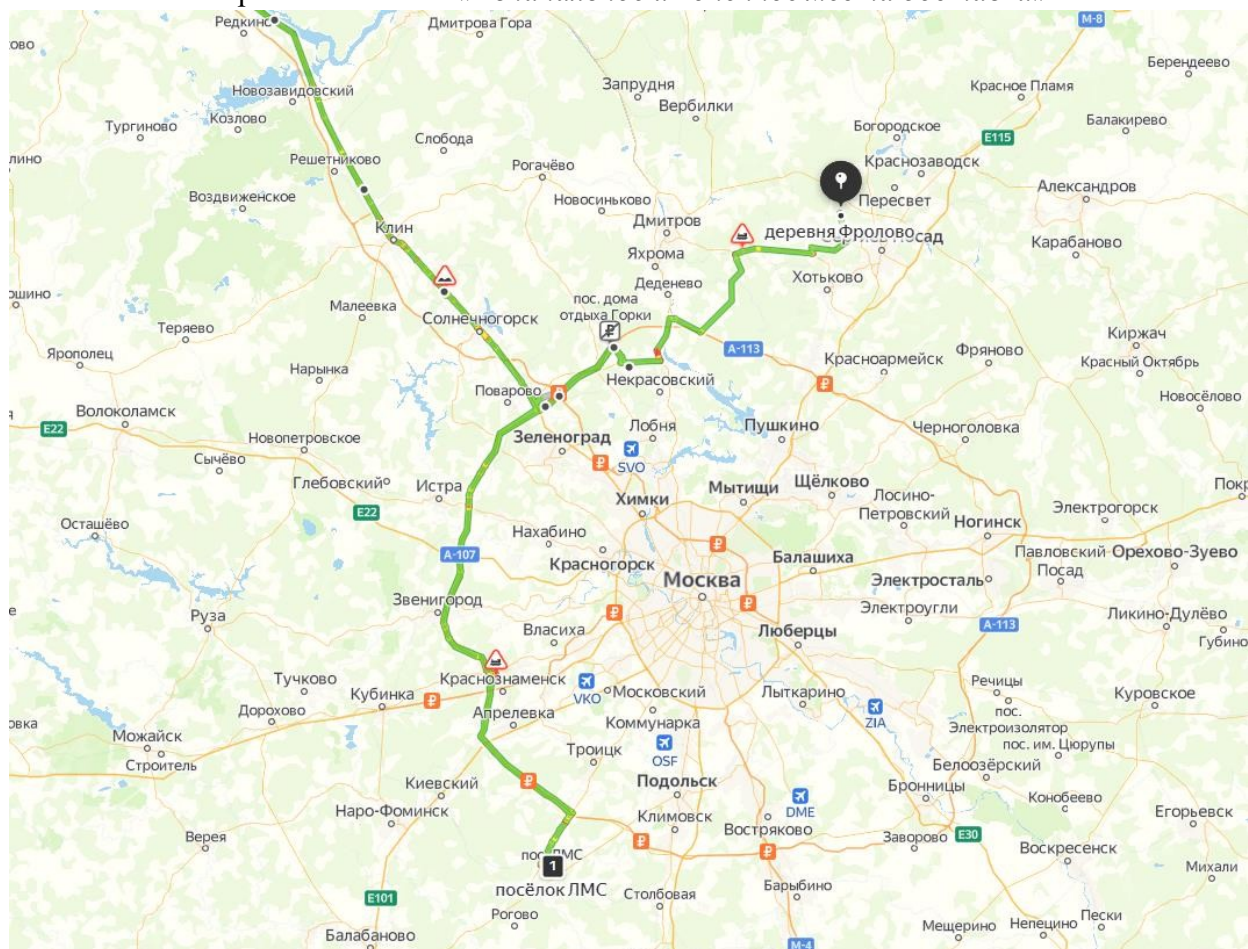 Редкино
Дмитрова Гора
М-8
Берендеево
Новозавидовский
Запрудня
Красное Пламя
Козлово
Вербилки
Тургиново
Слобода
Богородское
Балакирево
Е115
Решетниково
Рогачёво
Краснозаводск
Воздвиженское
Новосиньково
Пересвет
Александров
Клин
Дмитров
деревня Фролово
Карабаново
Яхрома
Хотьково
Деденево
Малеевка
пос. дома
отдыха Горки
Солнечногорск
Теряево
Киржач
Ярополец
А-113
Фряново
Нарынка
Красноармейск
Красный Октябрь
Некрасовский
Поварово
Новосёлово
Волоколамск
Е22
Лобня
Пушкино
Черноголовка
Новопетровское
Зеленоград
Сычёво
SVO
Глебовский
Истра
Химки
Мытищи
Щёлково
Лосино-
Петровский
Электрогорск
Осташёво
Е22
Ногинск
Нахабино
А-107
Красногорск
Балашиха
Павловский
Посад
Орехово-Зуево
Москва
Электросталь
Звенигород
Руза
Электроугли
Ликино-Дулёво
А-113
Власиха
Люберцы
Губино
Тучково
Краснознаменск
VKO
Московский
Лыткарино
Речицы
Кубинка
Куровское
Дорохово
Апрелевка
Коммунарка
ZIA
пос.
Электроизолятор
Можайск
Строитель
Троицк
OSF
пос. им. Цюрупы
Белоозёрский
Киевский
Подольск
Бронницы
DME
Конобеево
Наро-Фоминск
Климовск
Егорьевск
Верея
Востряково
Заворово
Е30
Воскресенск
1
Михали
посёлок ЛМС
Столбовая
Барыбино
Е101
Рогово
Пески
Мещерино
Непецино
Балабаново
М-4